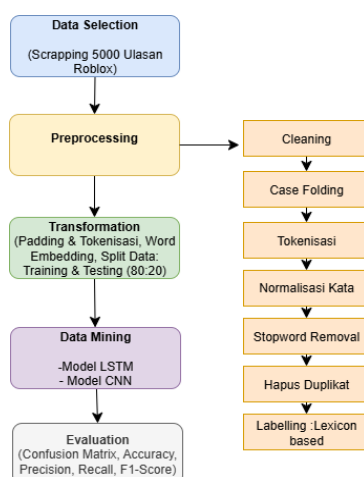 Data Selection
(Scrapping 5000 Ulasan
Roblox)
Preprocessing
Transformation
(Padding & Tokenisasi, Word
Embedding, Split Data:
Training & Testing (80:20)
Data Mining
-Model LSTM
- Model CNN
Evaluation
(Confusion Matrix, Accuracy,
Precision, Recall, F1-Score)
Cleaning
Case Folding
Tokenisasi
Normalisasi Kata
Stopword Removal
Hapus Duplikat
Labelling :Lexicon
based